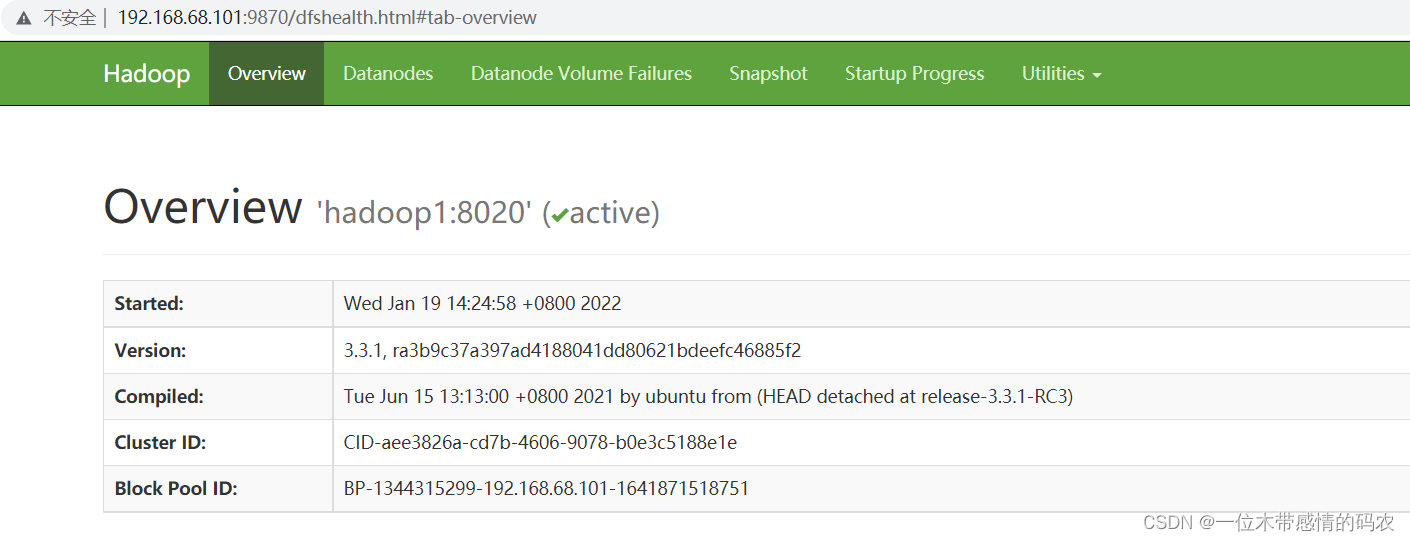 不安全 | 192.168.68.101:9870/dfshealth.html#tab-overview
Hadoop Overview Datanodes Datanode Volume Failures Snapshot Startup Progress Utilities
Overview 'hadoop1:8020' (✔active)
Started: Wed Jan 19 14:24:58 +0800 2022
Version: 3.3.1, ra3b9c37a397ad4188041dd80621bdeefc46885f2
Compiled: Tue Jun 15 13:13:00 +0800 2021 by ubuntu from (HEAD detached at release-3.3.1-RC3)
Cluster ID: CID-aee3826a-cd7b-4606-9078-b0e3c5188e1e
Block Pool ID: BP-1344315299-192.168.68.101-1641871518751
CSDN @一位木带感情的码农